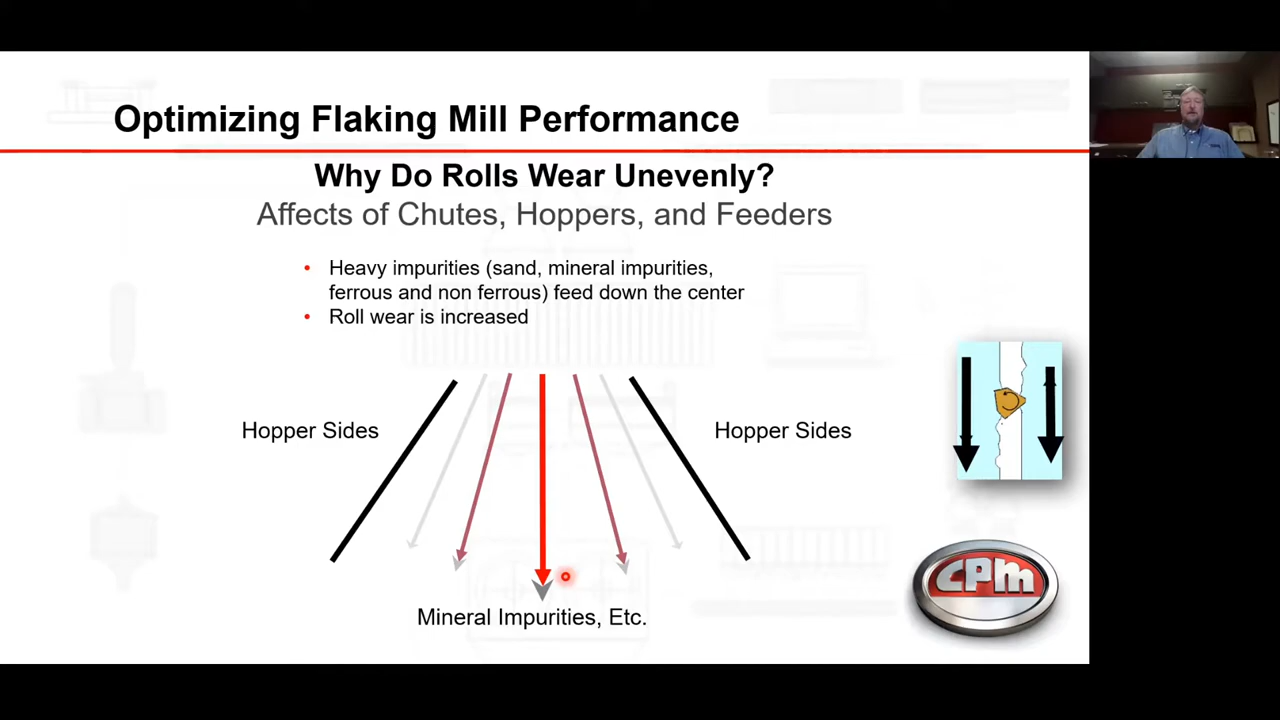 Optimizing Flaking Mill Performance
Why Do Rolls Wear Unevenly?
Affects of Chutes, Hoppers, and Feeders
• Heavy impurities (sand, mineral impurities,
ferrous and non ferrous) feed down the center
• Roll wear is increased
Hopper Sides
Hopper Sides
Mineral Impurities, Etc.
CPM